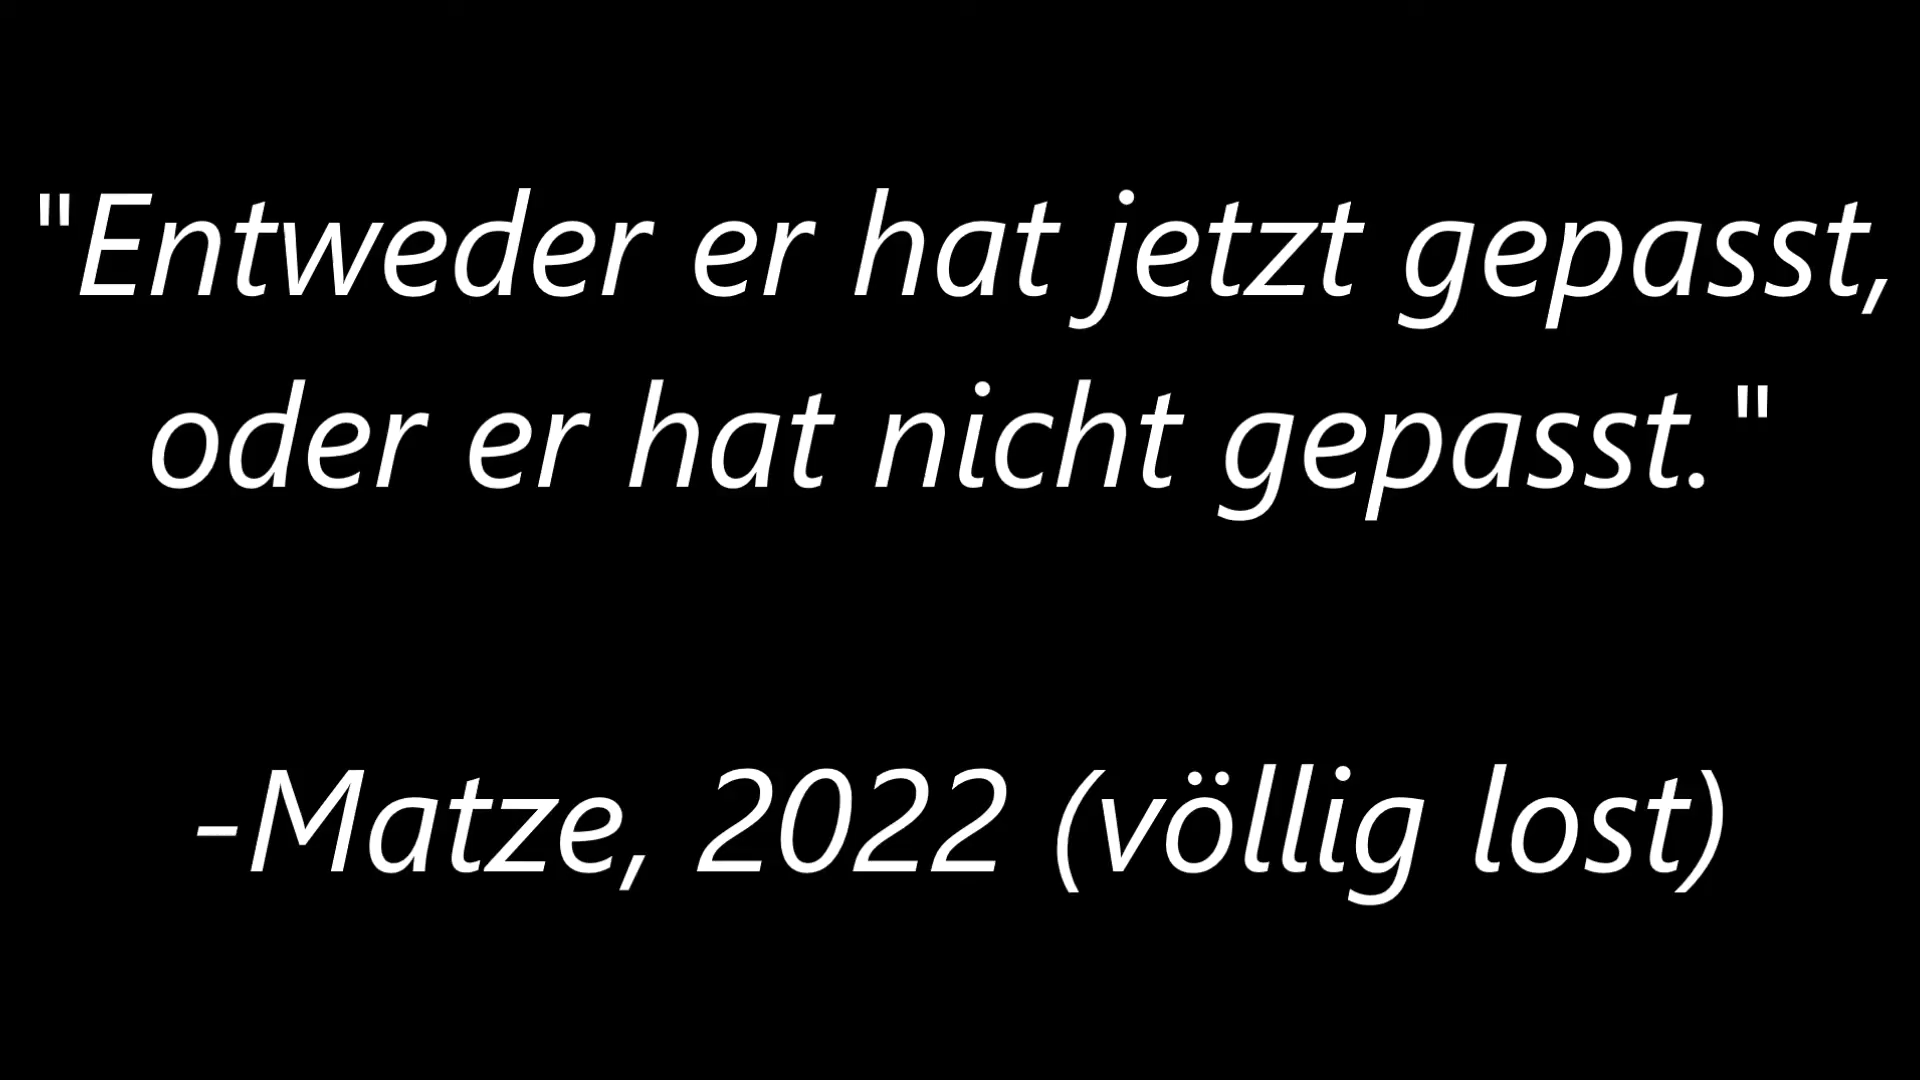 "Entweder er hat jetzt gepasst,
oder er hat nicht gepasst."
-Matze, 2022 (völlig lost)